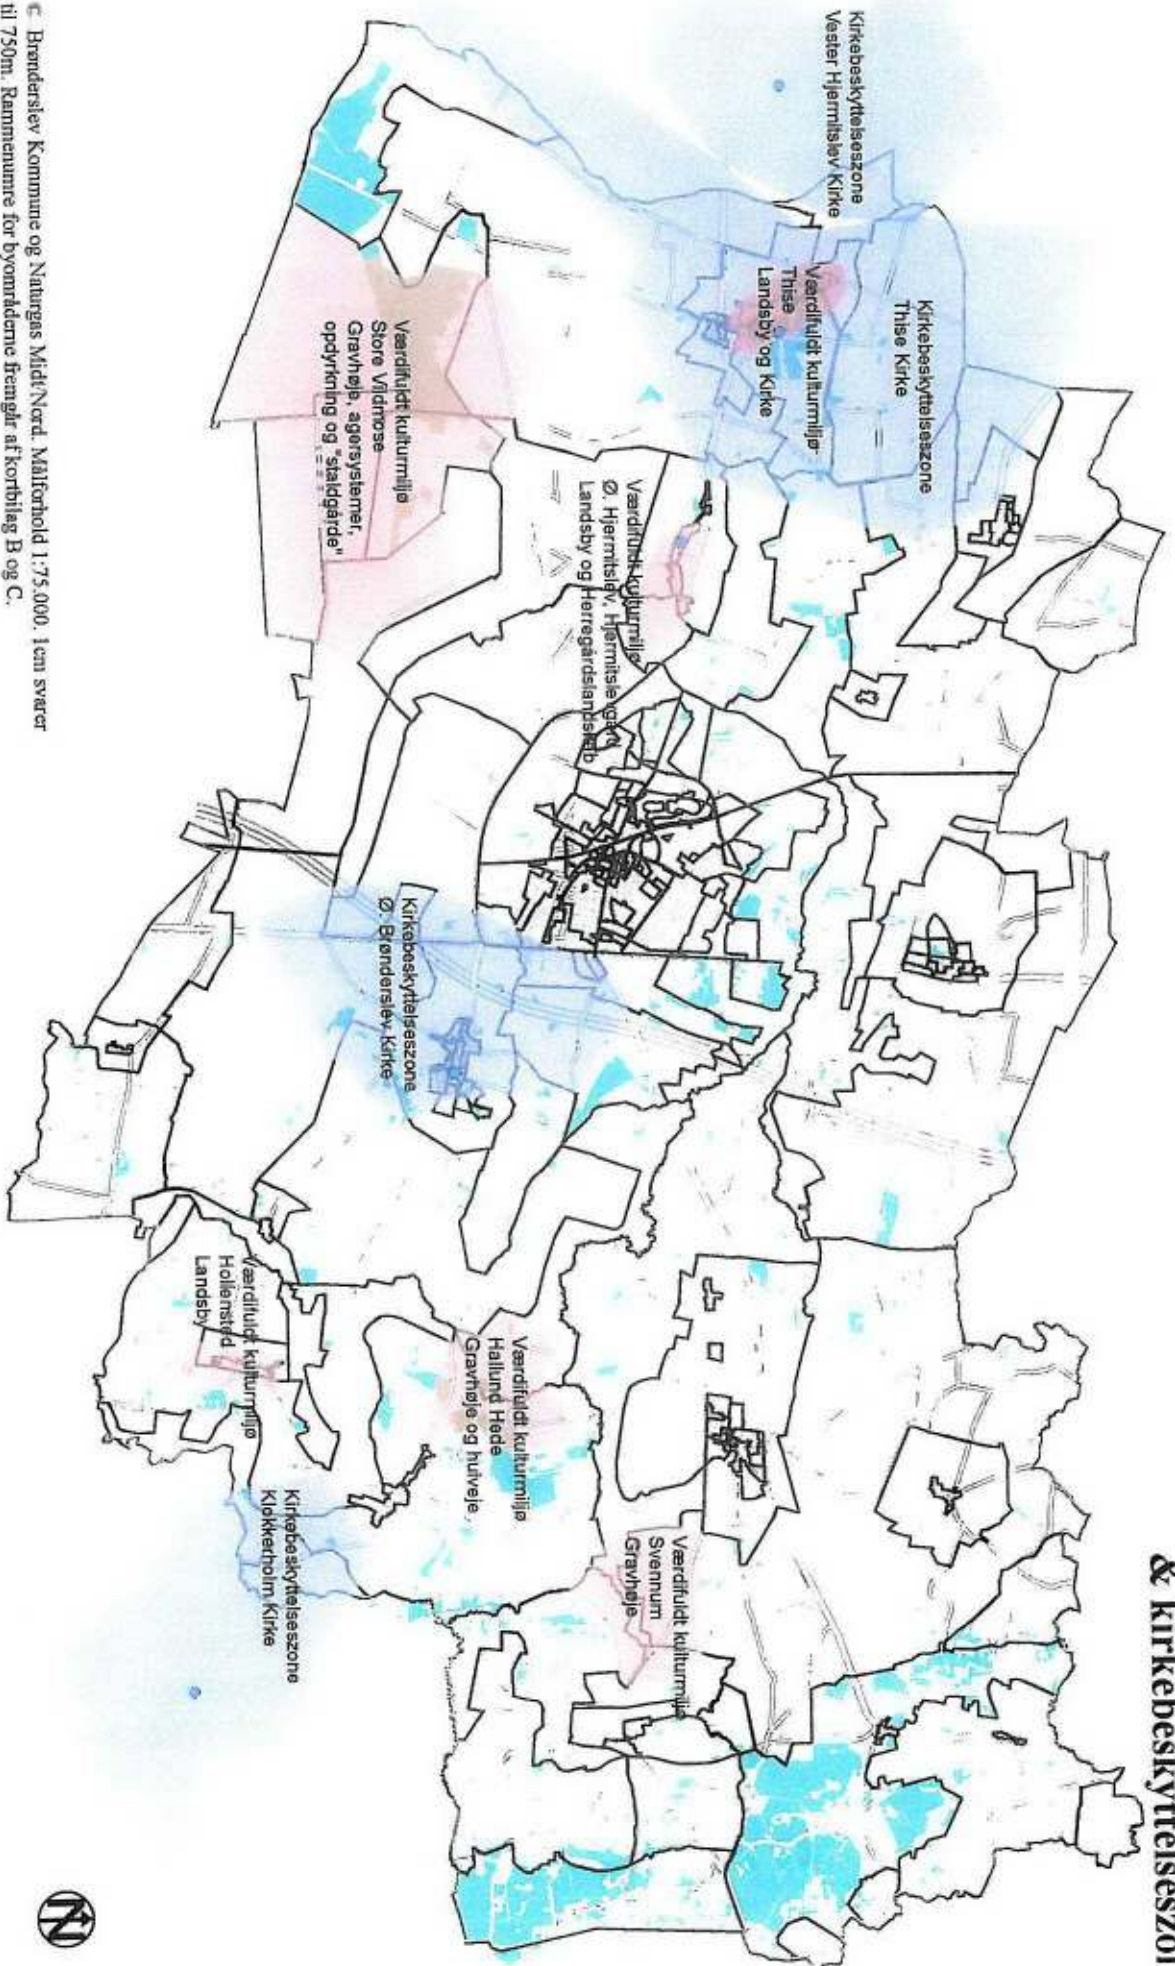 & kirkebeskyttelseszon
Kirkebeskyttelseszone
Vester Hjermitslev Kirke
Kirkebeskyttelseszone
Thise Kirke
Værdifuldt kulturmiljø
Thise
Landsby og Kirke
Værdifuldt kulturmiljø
Ø. Hjermitslev, Hjermitslevgård
Landsby og Herregårdslandskab
Værdifuldt kulturmiljø
Store Vildmose
Gravhøje, agersystemer,
opdyrkning og "staldgårde"
Kirkebeskyttelseszone
Ø. Brønderslev Kirke
Værdifuldt kulturmiljø
Hallund Hede
Gravhøje og hulveje
Værdifuldt kulturmiljø
Svennum
Gravhøje
Værdifuldt kulturmiljø
Hollensted
Landsby
Kirkebeskyttelseszone
Klokkerholm Kirke
© Brønderslev Kommune og Naturgas Midt/Nord. Målforhold 1:75.000. 1cm svarer
til 750m. Rammenumre for byområderne fremgår af kortbilag B og C.
N